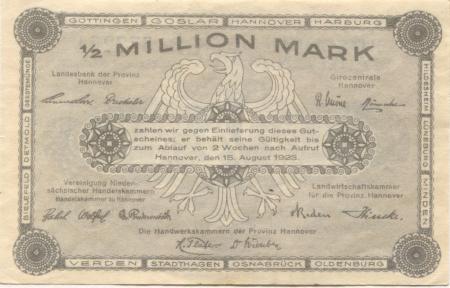 GÖTTINGEN GOSLAR HANNOVER HARBURG
½ MILLION MARK
Landesbank der Provinz
Hannover
Girozentrale
Hannover
zahlen wir gegen Einlieferung dieses Gut-
scheines; er behält seine Gültigkeit bis
zum Ablauf von 2 Wochen nach Aufruf
Hannover, den 15. August 1923.
Vereinigung Nieder-
sächsischer Handelskammern
Handelskammer zu Hannover
Landwirtschaftskammer
für die Provinz Hannover
Die Handwerkskammern der Provinz Hannover
BIELEFELD DETMOLD GEESTEMÜNDE
HILDESHEIM LÜNEBURG MINDEN
VERDEN STADTHAGEN OSNABRÜCK OLDENBURG